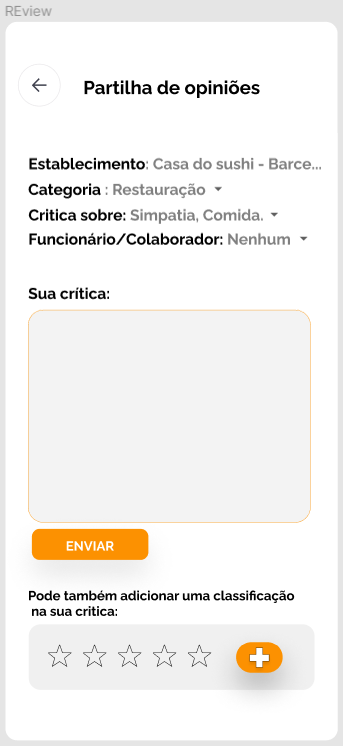 REview
Partilha de opiniões
Establecimento: Casa do sushi - Barce...
Categoria : Restauração
Critica sobre: Simpatia, Comida.
Funcionário/Colaborador: Nenhum
Sua crítica:
ENVIAR
Pode também adicionar uma classificação
na sua critica: